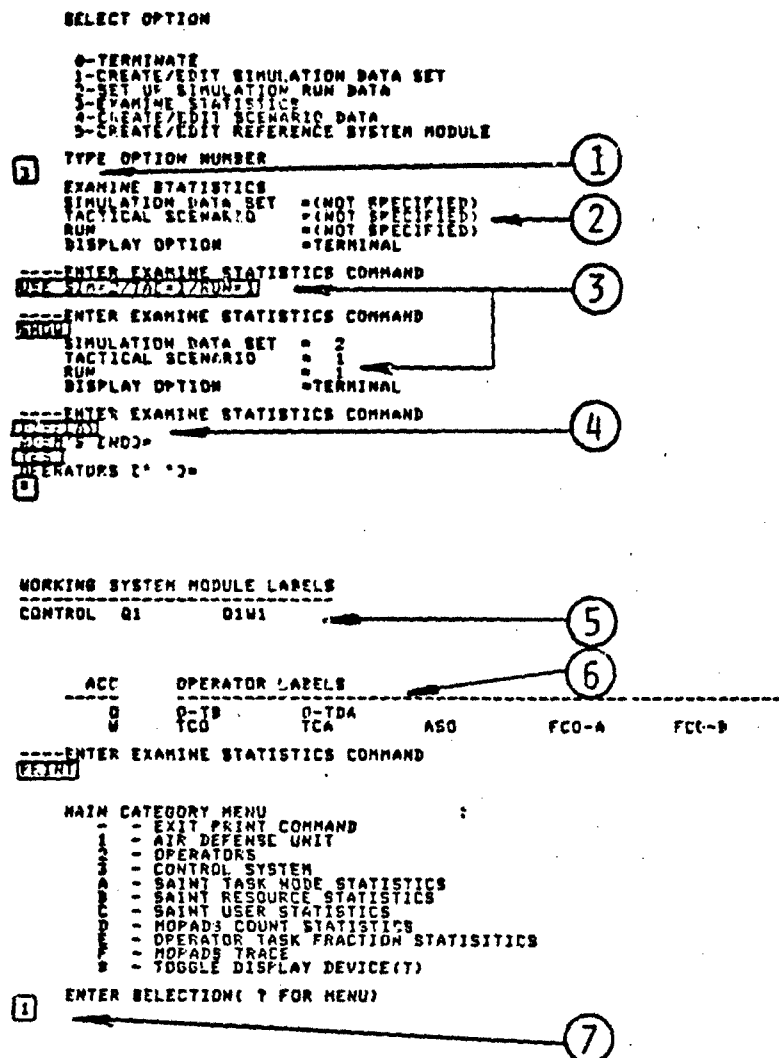 SELECT OPTION
0-TERMINATE
1-CREATE/EDIT SIMULATION DATA SET
2-SET UP SIMULATION RUN DATA
3-EXAMINE STATISTICS
4-CREATE/EDIT SCENARIO DATA
5-CREATE/EDIT REFERENCE SYSTEM MODULE
TYPE OPTION NUMBER
1
3
EXAMINE STATISTICS
SIMULATION DATA SET =(NOT SPECIFIED)
TACTICAL SCENARIO =(NOT SPECIFIED)
2
RUN =(NOT SPECIFIED)
DISPLAY OPTION =TERMINAL
----ENTER EXAMINE STATISTICS COMMAND
3
----ENTER EXAMINE STATISTICS COMMAND
SHOW
SIMULATION DATA SET = 2
TACTICAL SCENARIO = 1
RUN = 1
DISPLAY OPTION =TERMINAL
----ENTER EXAMINE STATISTICS COMMAND
4
OPERATORS [* *]=
WORKING SYSTEM MODULE LABELS
CONTROL Q1 Q1W1
5
6
ACC OPERATOR LABELS
Q Q-TD Q-TDA
W TCO TCA ASO FCO-A FCO-B
----ENTER EXAMINE STATISTICS COMMAND
PRINT
MAIN CATEGORY MENU
- - EXIT PRINT COMMAND
1 - AIR DEFENSE UNIT
2 - OPERATORS
3 - CONTROL SYSTEM
A - SAINT TASK NODE STATISTICS
B - SAINT RESOURCE STATISTICS
C - SAINT USER STATISTICS
D - MOPADS COUNT STATISTICS
E - OPERATOR TASK FRACTION STATISITICS
F - MOPADS TRACE
$ - TOGGLE DISPLAY DEVICE(T)
ENTER SELECTION( ? FOR MENU)
1
7